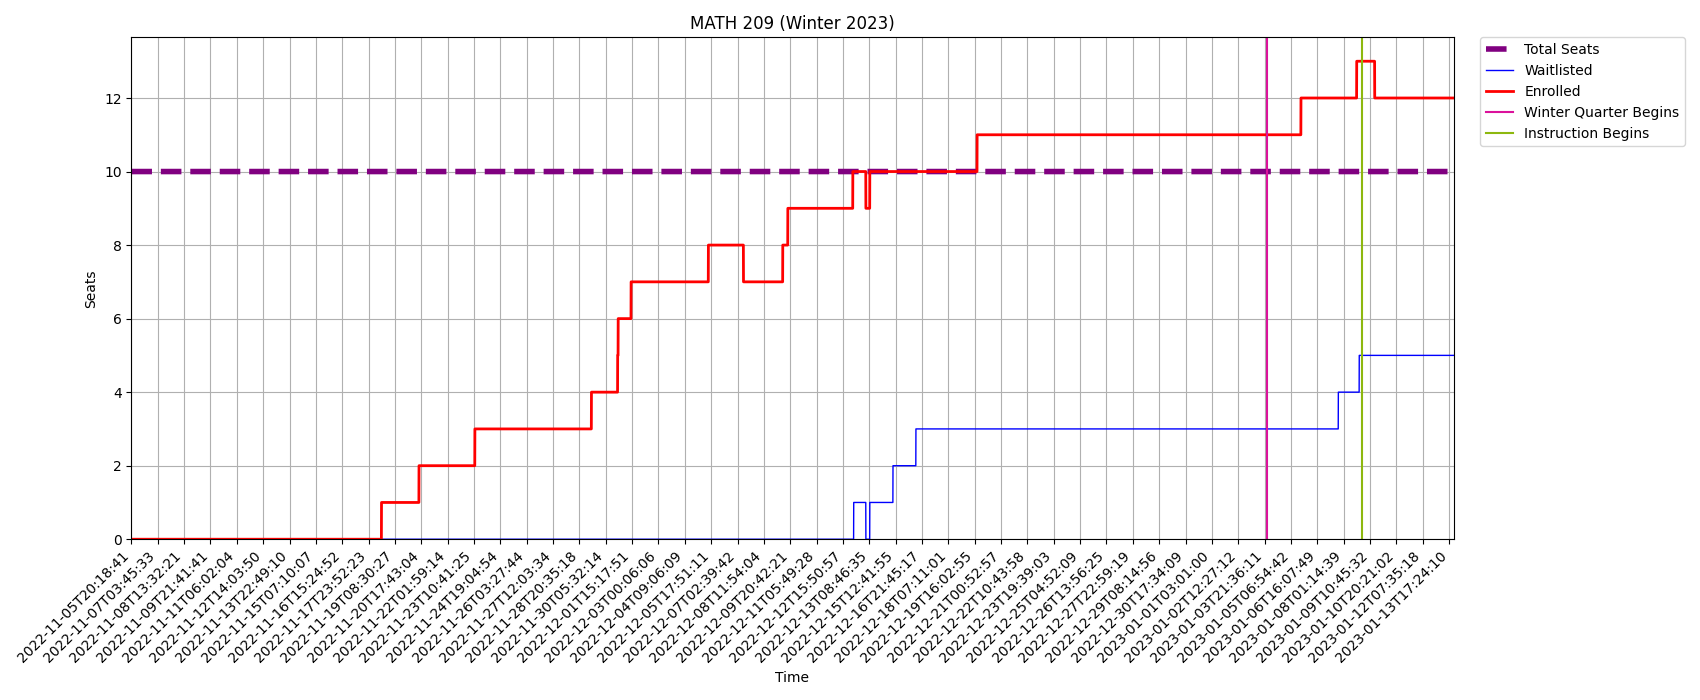 MATH 209 (Winter 2023)
Total Seats
Waitlisted
Enrolled
Winter Quarter Begins
Instruction Begins
Seats
12
10
8
6
4
2
0
2022-11-05T20:18:41
2022-11-07T03:45:33
2022-11-08T13:32:21
2022-11-09T21:41:41
2022-11-11T06:02:04
2022-11-12T14:03:50
2022-11-13T22:49:10
2022-11-15T07:10:07
2022-11-16T15:24:52
2022-11-17T23:52:23
2022-11-19T08:30:27
2022-11-20T17:43:04
2022-11-22T01:59:14
2022-11-23T10:41:25
2022-11-24T19:04:54
2022-11-26T03:27:44
2022-11-27T12:03:34
2022-11-28T20:35:18
2022-11-30T05:32:14
2022-12-01T15:17:51
2022-12-03T00:06:06
2022-12-04T09:06:09
2022-12-05T17:51:11
2022-12-07T02:39:42
2022-12-08T11:54:04
2022-12-09T20:42:21
2022-12-11T05:49:28
2022-12-12T15:50:57
2022-12-13T08:46:35
2022-12-15T12:41:55
2022-12-16T21:45:17
2022-12-18T07:11:01
2022-12-19T16:02:55
2022-12-21T00:52:57
2022-12-22T10:43:58
2022-12-23T19:39:03
2022-12-25T04:52:09
2022-12-26T13:56:25
2022-12-27T22:59:19
2022-12-29T08:14:56
2022-12-30T17:34:09
2023-01-01T03:01:00
2023-01-02T12:27:12
2023-01-03T21:36:11
2023-01-05T06:54:42
2023-01-06T16:07:49
2023-01-08T01:14:39
2023-01-09T10:45:32
2023-01-10T20:21:02
2023-01-12T07:35:18
2023-01-13T17:24:10
Time